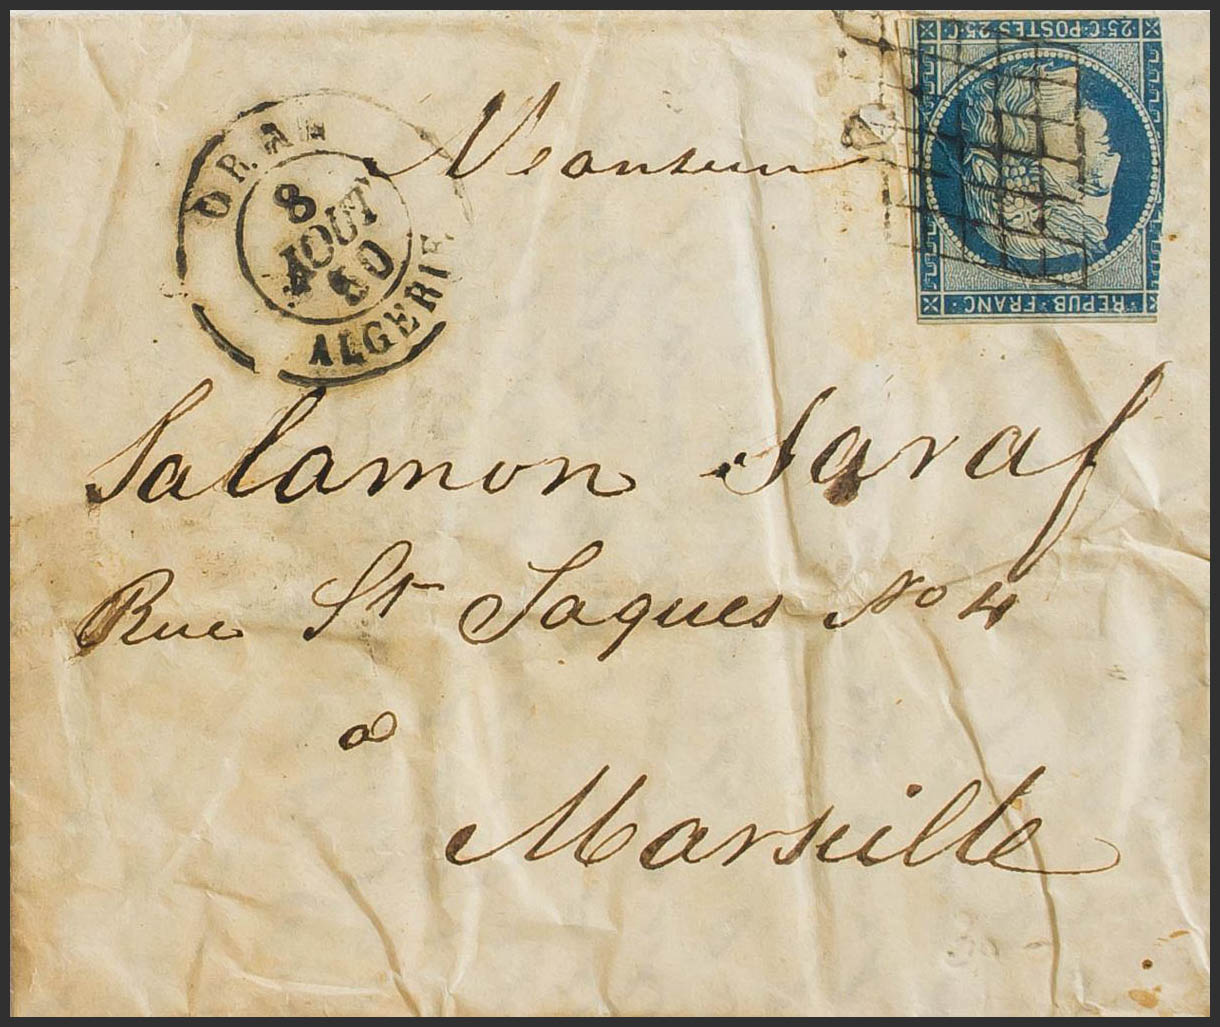 25·C·POSTES 25·C·
REPUB·FRANC·
ORAN
8
AOUT
50
ALGERIE
Monsieur
Salamon Saraf
Rue St Jaques No 4
a
Marseille